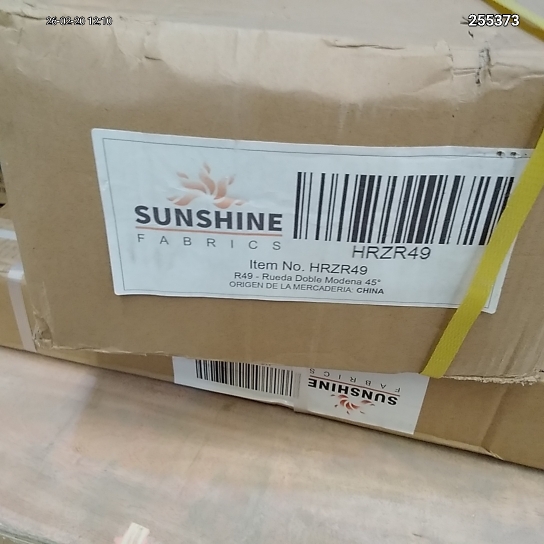 26-02-20 12:10
255373
SUNSHINE
FABRICS
HRZR49
Item No. HRZR49
R49 - Rueda Doble Modena 45°
ORIGEN DE LA MERCADERIA: CHINA
SUNSHINE
FABRICS